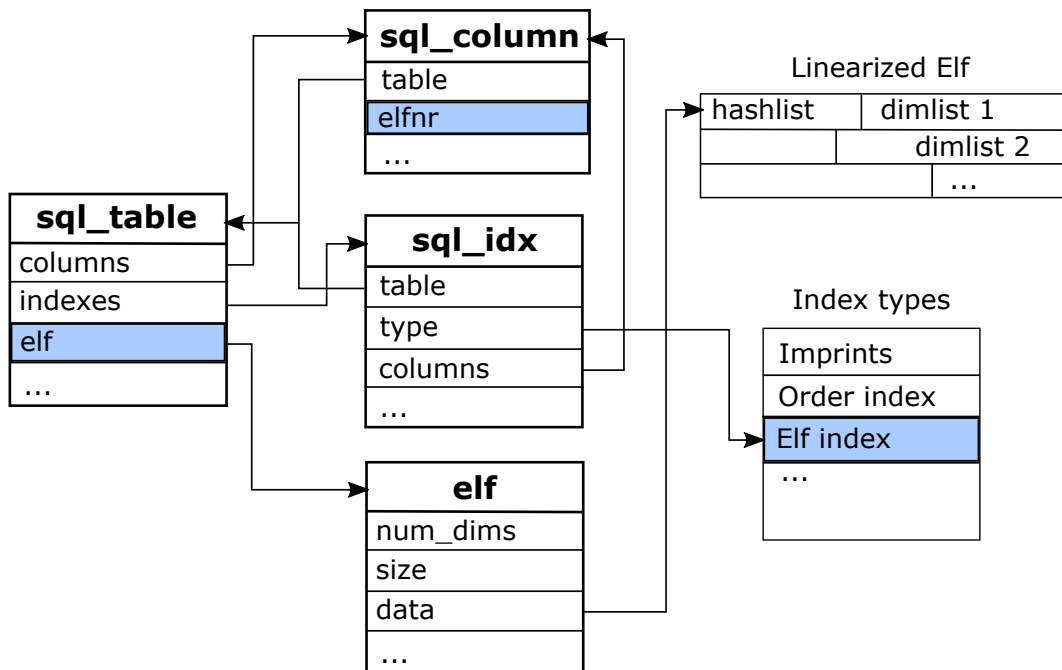 sql_column
table
elfnr
...
sql_table
columns
indexes
elf
...
sql_idx
table
type
columns
...
elf
num_dims
size
data
...
Linearized Elf
hashlist dimlist 1
dimlist 2
...
Index types
Imprints
Order index
Elf index
...